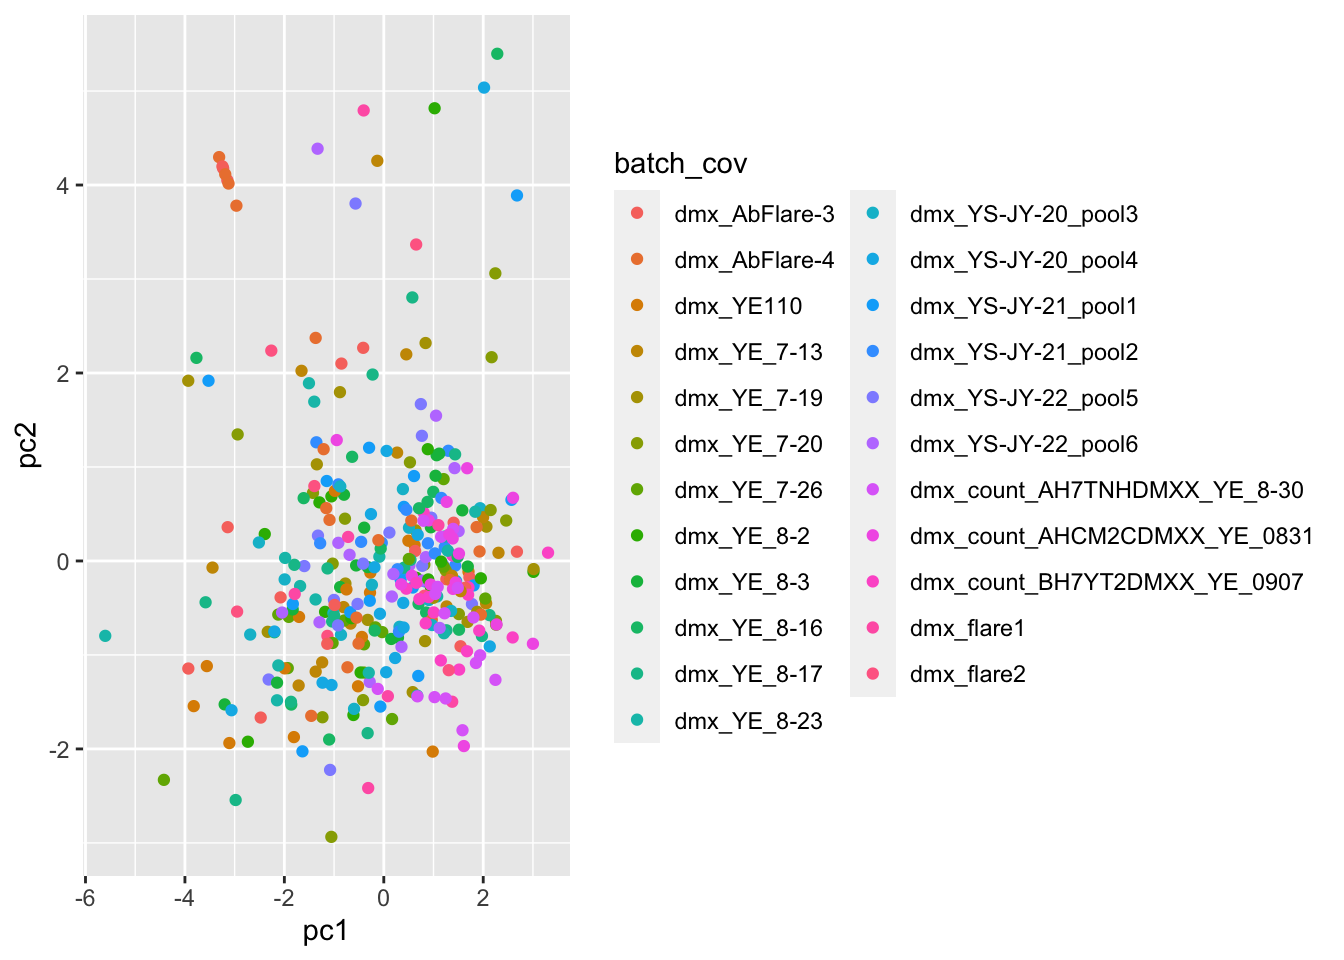 batch_cov
dmx_AbFlare-3
dmx_AbFlare-4
dmx_YE110
dmx_YE_7-13
dmx_YE_7-19
dmx_YE_7-20
dmx_YE_7-26
dmx_YE_8-2
dmx_YE_8-3
dmx_YE_8-16
dmx_YE_8-17
dmx_YE_8-23
dmx_YS-JY-20_pool3
dmx_YS-JY-20_pool4
dmx_YS-JY-21_pool1
dmx_YS-JY-21_pool2
dmx_YS-JY-22_pool5
dmx_YS-JY-22_pool6
dmx_count_AH7TNHDMXX_YE_8-30
dmx_count_AHCM2CDMXX_YE_0831
dmx_count_BH7YT2DMXX_YE_0907
dmx_flare1
dmx_flare2
pc2
4
2
0
-2
-6 -4 -2 0 2
pc1